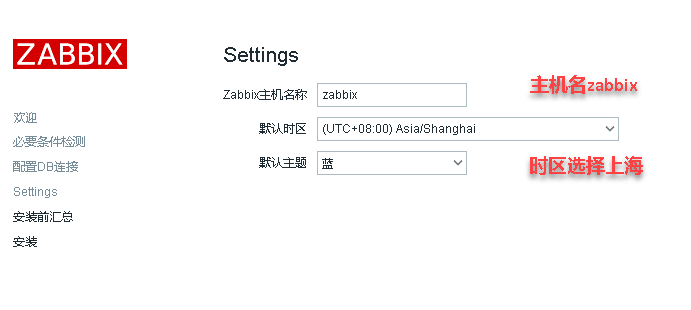 ZABBIX
Settings
Zabbix主机名称 zabbix
主机名zabbix
默认时区 (UTC+08:00) Asia/Shanghai
默认主题 蓝
时区选择上海
欢迎
必要条件检测
配置DB连接
Settings
安装前汇总
安装